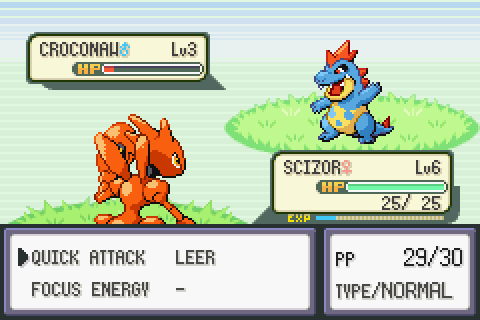 CROCONAW♂ Lv3
HP
SCIZOR♀ Lv6
HP
25/ 25
EXP
QUICK ATTACK LEER
FOCUS ENERGY -
PP 29/30
TYPE/NORMAL